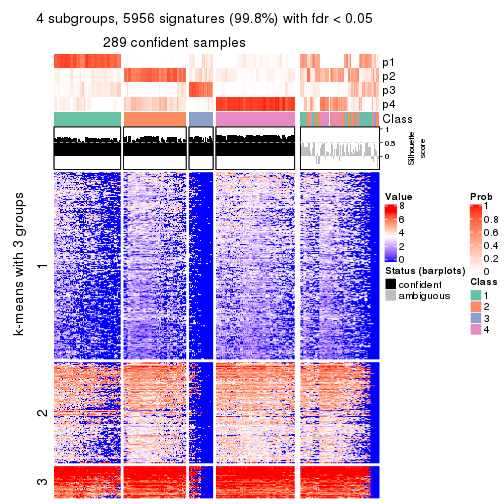 4 subgroups, 5956 signatures (99.8%) with fdr < 0.05
289 confident samples
p1
p2
p3
p4
Class
1
0.5
0
Silhouette
score
k-means with 3 groups
1
2
3
Value
8
6
4
2
0
Status (barplots)
confident
ambiguous
Prob
1
0.8
0.6
0.4
0.2
0
Class
1
2
3
4